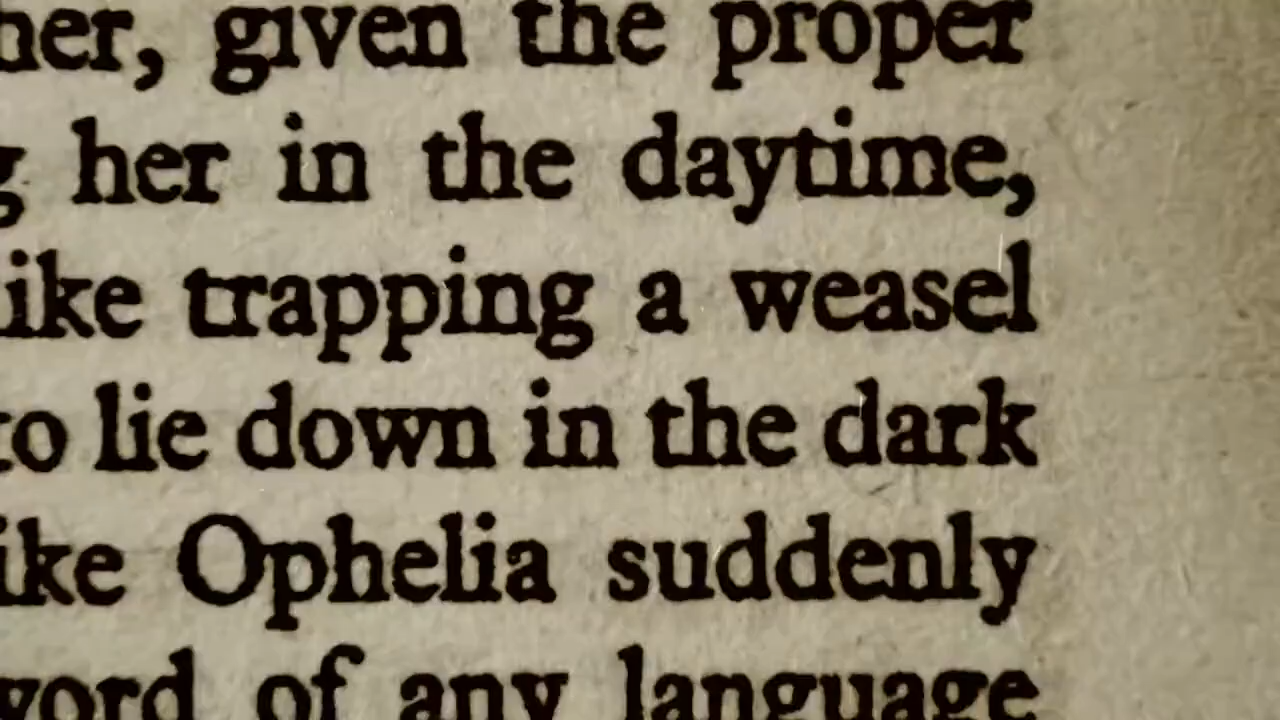 her, given the proper
g her in the daytime,
ike trapping a weasel
to lie down in the dark
ike Ophelia suddenly
word of any language